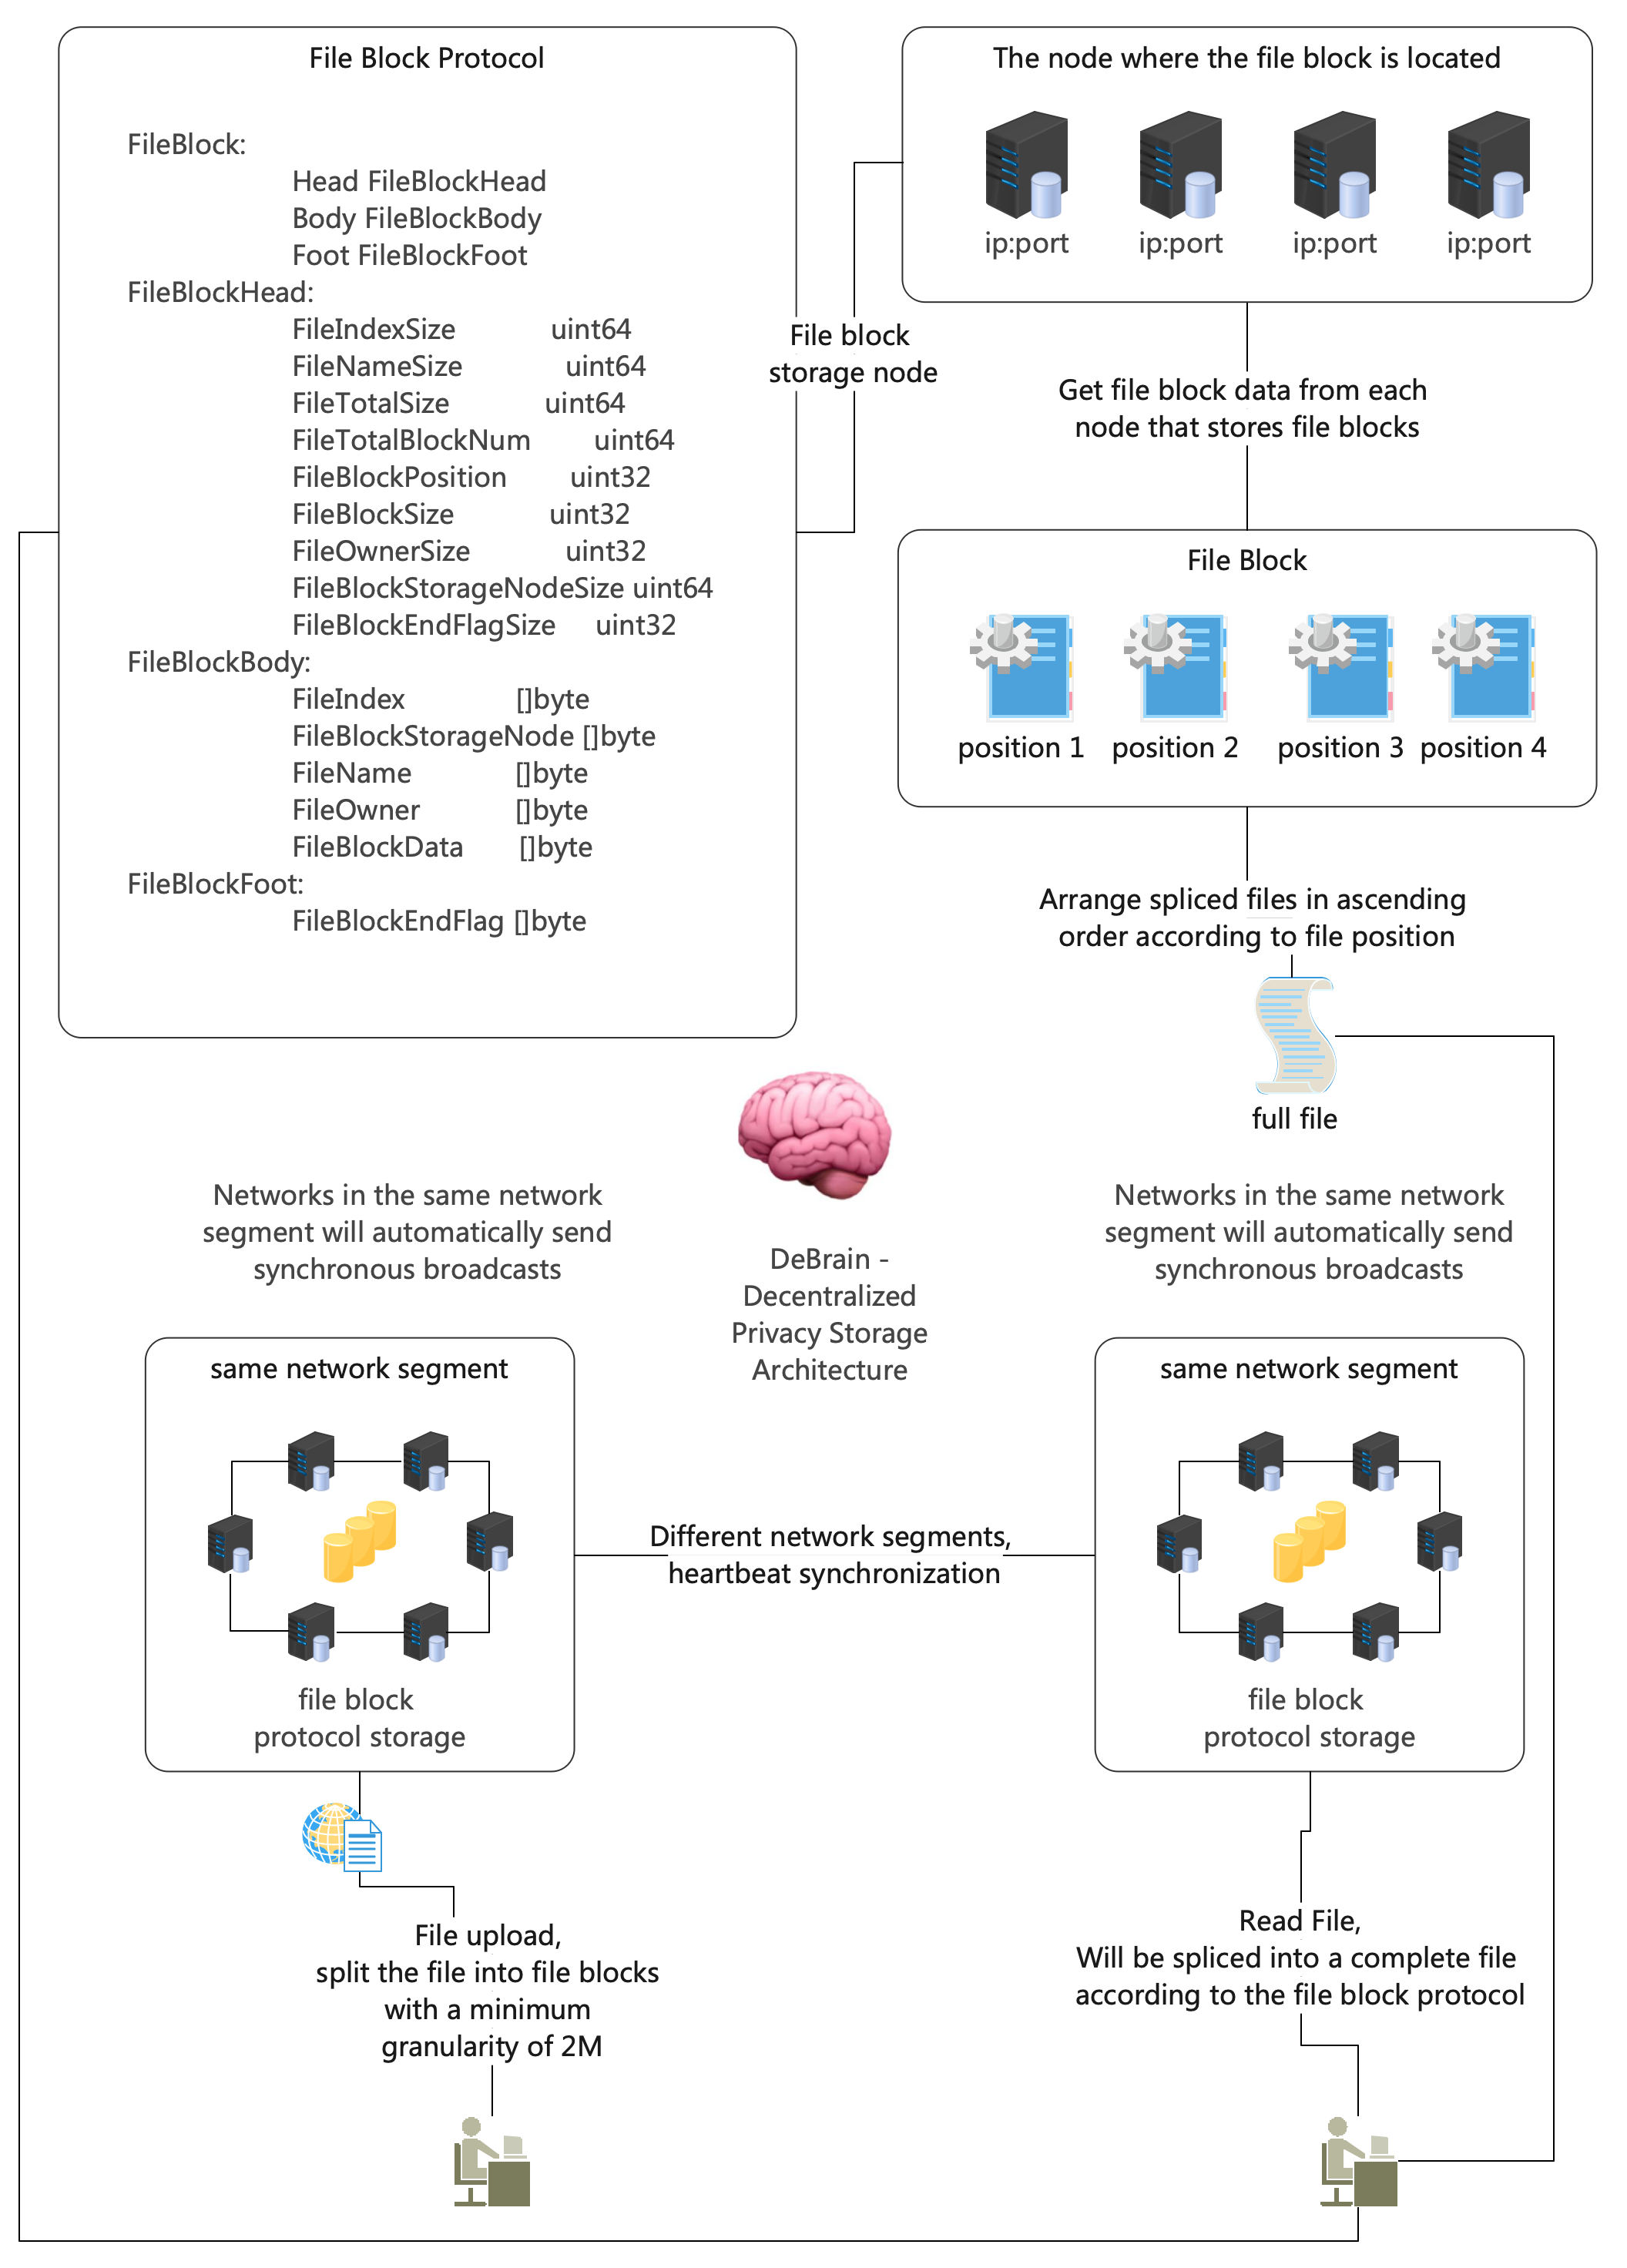 File Block Protocol
FileBlock:
Head FileBlockHead
Body FileBlockBody
Foot FileBlockFoot
FileBlockHead:
FileIndexSize uint64
FileNameSize uint64
FileTotalSize uint64
FileTotalBlockNum uint64
FileBlockPosition uint32
FileBlockSize uint32
FileOwnerSize uint32
FileBlockStorageNodeSize uint64
FileBlockEndFlagSize uint32
FileBlockBody:
FileIndex []byte
FileBlockStorageNode []byte
FileName []byte
FileOwner []byte
FileBlockData []byte
FileBlockFoot:
FileBlockEndFlag []byte
File block
storage node
The node where the file block is located
ip:port ip:port ip:port ip:port
Get file block data from each
node that stores file blocks
File Block
position 1 position 2 position 3 position 4
Arrange spliced files in ascending
order according to file position
full file
Networks in the same network
segment will automatically send
synchronous broadcasts
DeBrain -
Decentralized
Privacy Storage
Architecture
Networks in the same network
segment will automatically send
synchronous broadcasts
same network segment
file block
protocol storage
Different network segments,
heartbeat synchronization
same network segment
file block
protocol storage
File upload,
split the file into file blocks
with a minimum
granularity of 2M
Read File,
Will be spliced into a complete file
according to the file block protocol